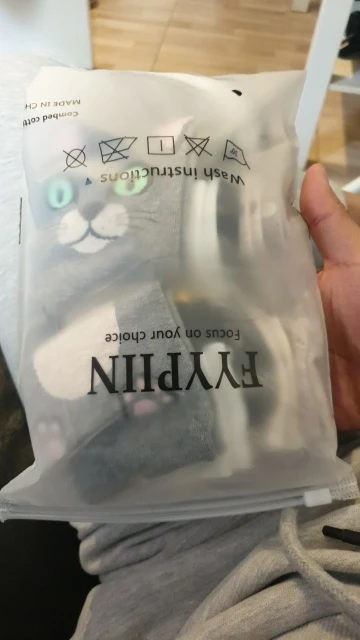 FYYPIIN
Focus on your choice
Wash instructions
Combed cott
MADE IN CH